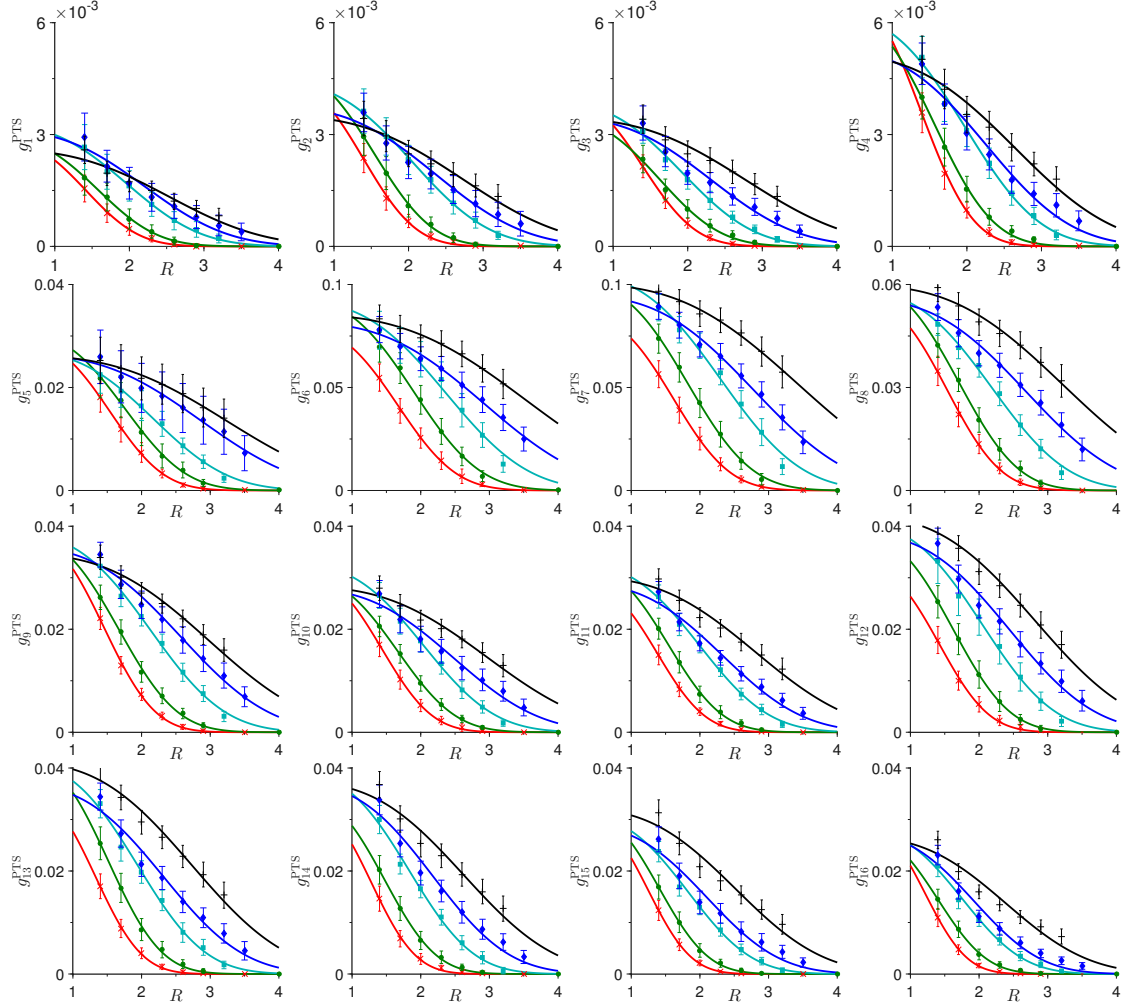 ×10⁻³ ×10⁻³ ×10⁻³ ×10⁻³
6 6 6 6
3 3 3 3
0 0 0 0
g₁^PTS g₂^PTS g₃^PTS g₄^PTS
1 2 3 4 1 2 3 4 1 2 3 4 1 2 3 4
R R R R
0.04 0.1 0.1 0.06
0.02 0.05 0.05 0.03
0 0 0 0
g₅^PTS g₆^PTS g₇^PTS g₈^PTS
1 2 3 4 1 2 3 4 1 2 3 4 1 2 3 4
R R R R
0.04 0.04 0.04 0.04
0.02 0.02 0.02 0.02
0 0 0 0
g₉^PTS g₁₀^PTS g₁₁^PTS g₁₂^PTS
1 2 3 4 1 2 3 4 1 2 3 4 1 2 3 4
R R R R
0.04 0.04 0.04 0.04
0.02 0.02 0.02 0.02
0 0 0 0
g₁₃^PTS g₁₄^PTS g₁₅^PTS g₁₆^PTS
1 2 3 4 1 2 3 4 1 2 3 4 1 2 3 4
R R R R